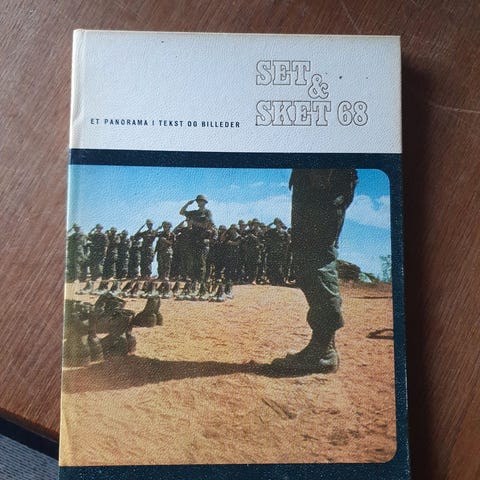 SET
&
SKET 68
ET PANORAMA I TEKST OG BILLEDER